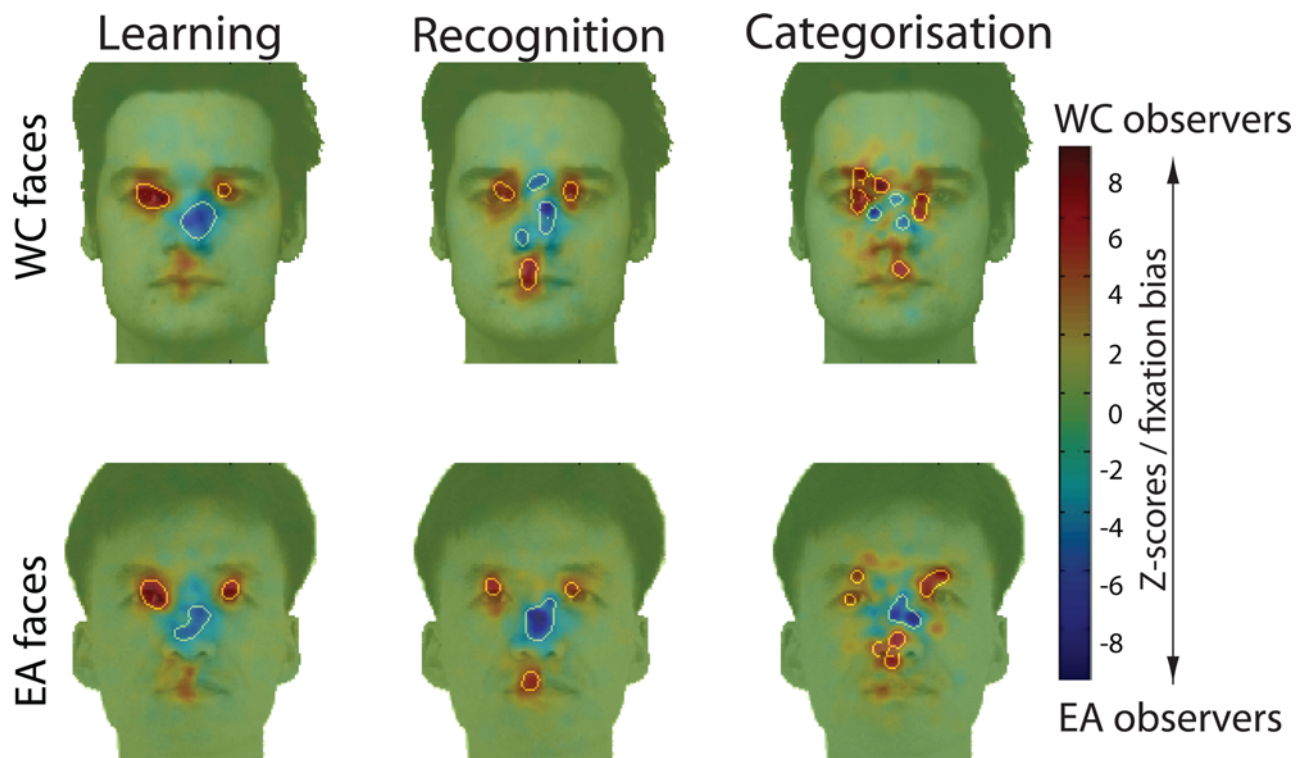 Learning
Recognition
Categorisation
WC faces
EA faces
WC observers
8
6
4
2
0
-2
-4
-6
-8
Z-scores / fixation bias
EA observers